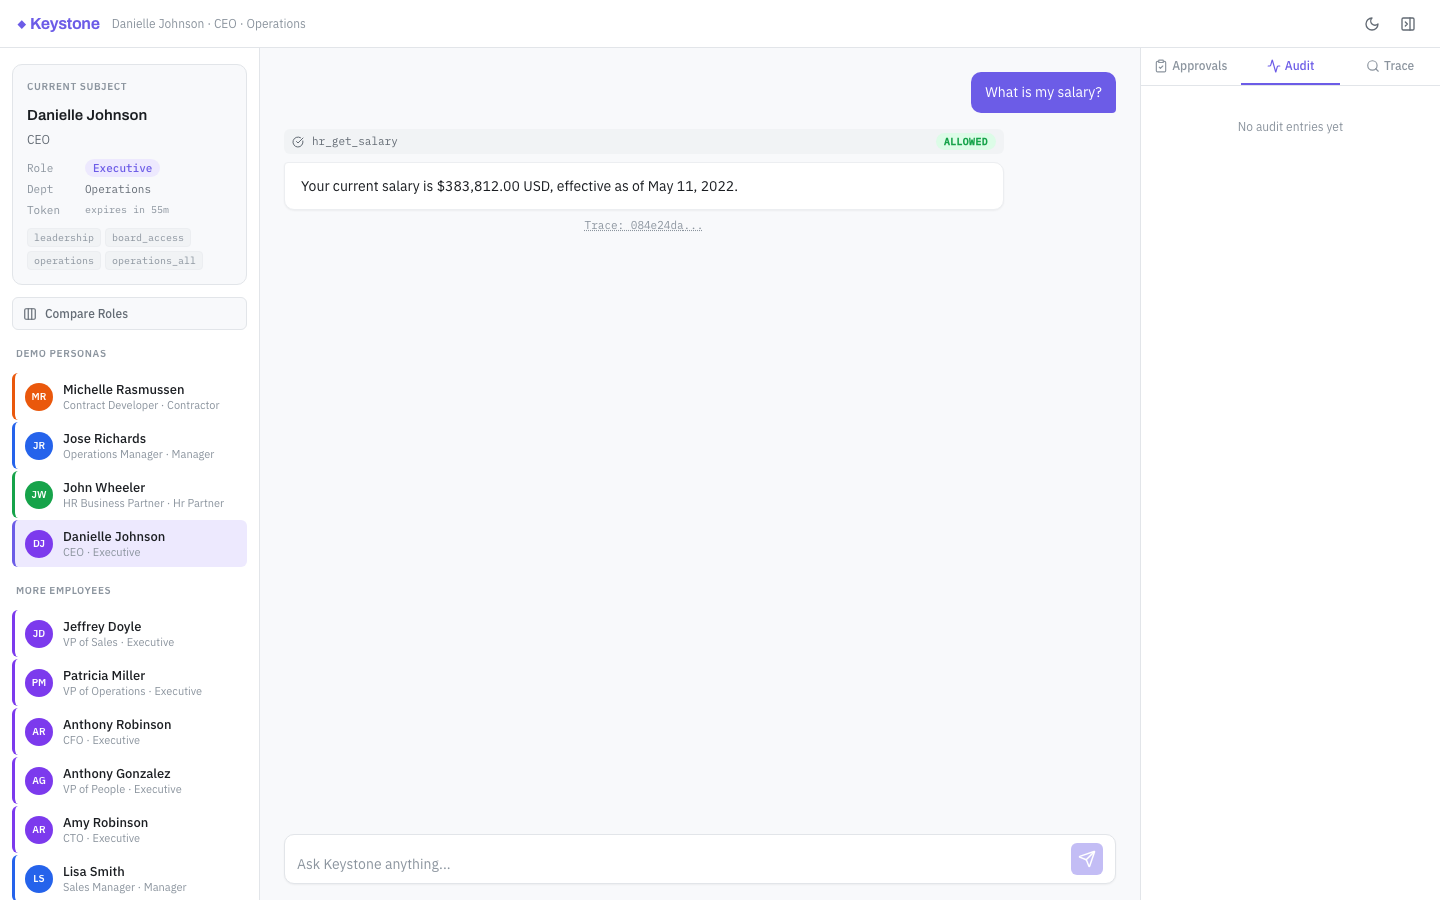 Keystone
Danielle Johnson · CEO · Operations
CURRENT SUBJECT
Danielle Johnson
CEO
Role Executive
Dept Operations
Token expires in 55m
leadership board_access
operations operations_all
Compare Roles
DEMO PERSONAS
MR Michelle Rasmussen
Contract Developer · Contractor
JR Jose Richards
Operations Manager · Manager
JW John Wheeler
HR Business Partner · Hr Partner
DJ Danielle Johnson
CEO · Executive
MORE EMPLOYEES
JD Jeffrey Doyle
VP of Sales · Executive
PM Patricia Miller
VP of Operations · Executive
AR Anthony Robinson
CFO · Executive
AG Anthony Gonzalez
VP of People · Executive
AR Amy Robinson
CTO · Executive
LS Lisa Smith
Sales Manager · Manager
What is my salary?
hr_get_salary ALLOWED
Your current salary is $383,812.00 USD, effective as of May 11, 2022.
Trace: 084e24da...
Ask Keystone anything...
Approvals Audit Trace
No audit entries yet